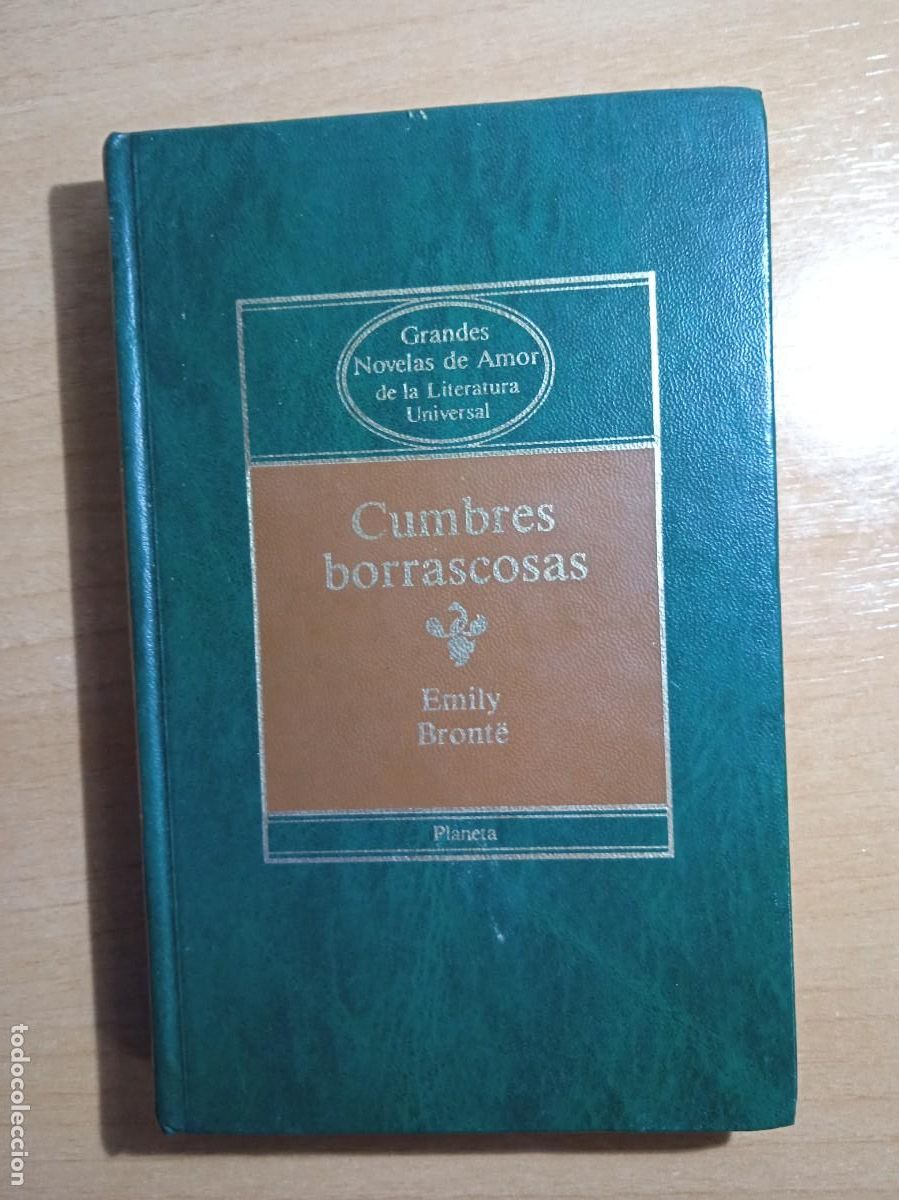 Grandes
Novelas de Amor
de la Literatura
Universal
Cumbres
borrascosas
Emily
Brontë
Planeta
todocoleccion